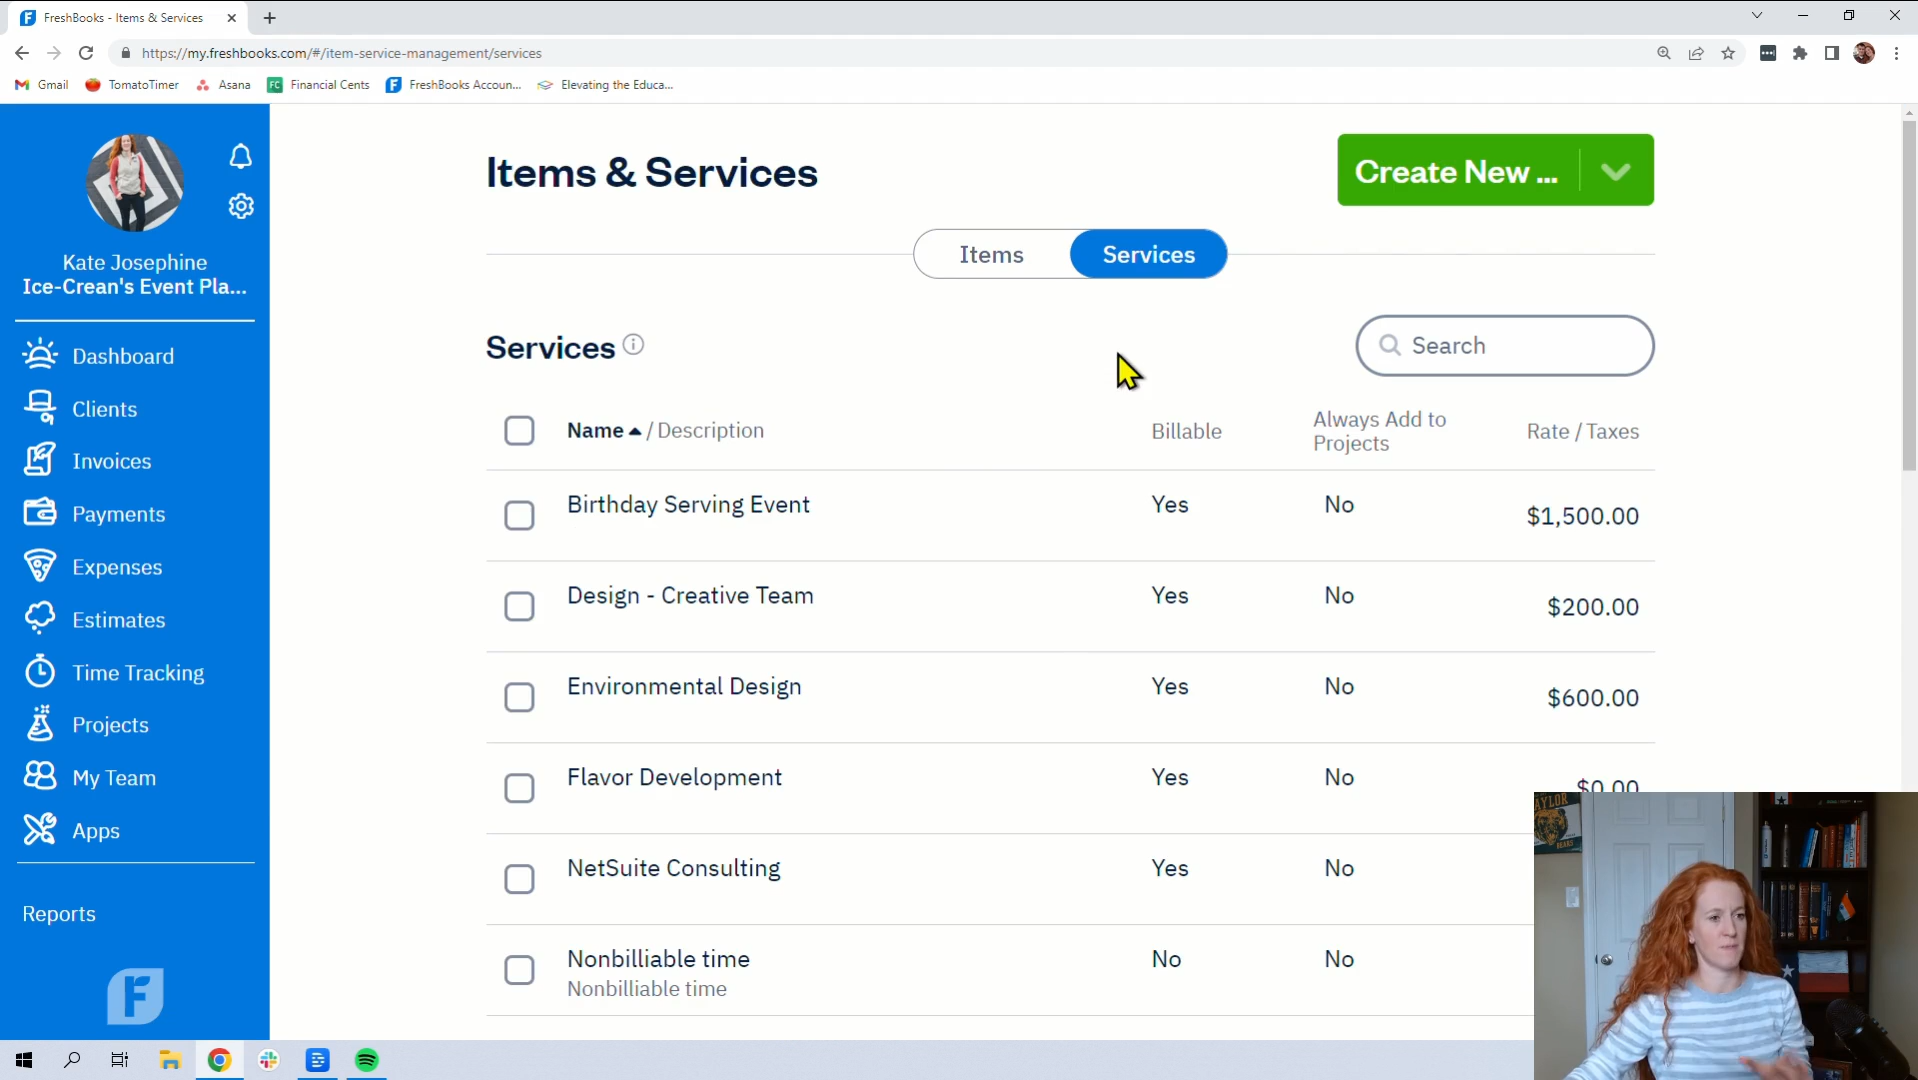 FreshBooks - Items & Services
https://my.freshbooks.com/#/item-service-management/services
Gmail
TomatoTimer
Asana
FC
Financial Cents
FreshBooks Accoun...
Elevating the Educa...
Kate Josephine
Ice-Crean's Event Pla...
Dashboard
Clients
Invoices
Payments
Expenses
Estimates
Time Tracking
Projects
My Team
Apps
Reports
Items & Services
Create New ...
Items
Services
Services
Search
Name / Description
Billable
Always Add to
Projects
Rate / Taxes
Birthday Serving Event
Yes
No
$1,500.00
Design - Creative Team
Yes
No
$200.00
Environmental Design
Yes
No
$600.00
Flavor Development
Yes
No
$0.00
NetSuite Consulting
Yes
No
Nonbilliable time
Nonbilliable time
No
No